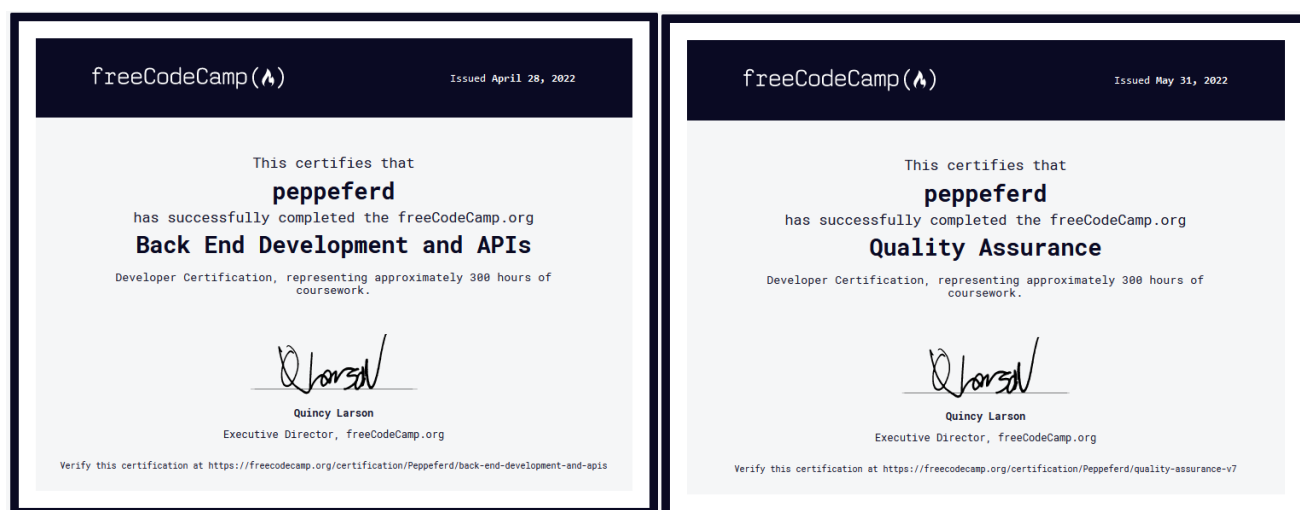 freeCodeCamp(🔥)
Issued April 28, 2022
This certifies that
peppeferd
has successfully completed the freeCodeCamp.org
Back End Development and APIs
Developer Certification, representing approximately 300 hours of
coursework.
Q Larson
Quincy Larson
Executive Director, freeCodeCamp.org
Verify this certification at https://freecodecamp.org/certification/Peppeferd/back-end-development-and-apis
freeCodeCamp(🔥)
Issued May 31, 2022
This certifies that
peppeferd
has successfully completed the freeCodeCamp.org
Quality Assurance
Developer Certification, representing approximately 300 hours of
coursework.
Q Larson
Quincy Larson
Executive Director, freeCodeCamp.org
Verify this certification at https://freecodecamp.org/certification/Peppeferd/quality-assurance-v7